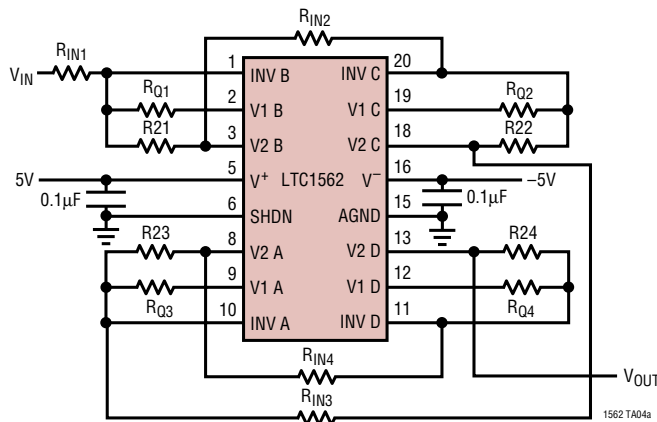 RIN2
VIN
RIN1
1
INV B
INV C
20
RQ1
2
V1 B
V1 C
19
RQ2
R21
3
V2 B
V2 C
18
R22
5V
5
V+
LTC1562
V−
16
−5V
0.1µF
6
SHDN
AGND
15
0.1µF
R23
8
V2 A
V2 D
13
R24
RQ3
9
V1 A
V1 D
12
RQ4
10
INV A
INV D
11
RIN4
RIN3
VOUT
1562 TA04a